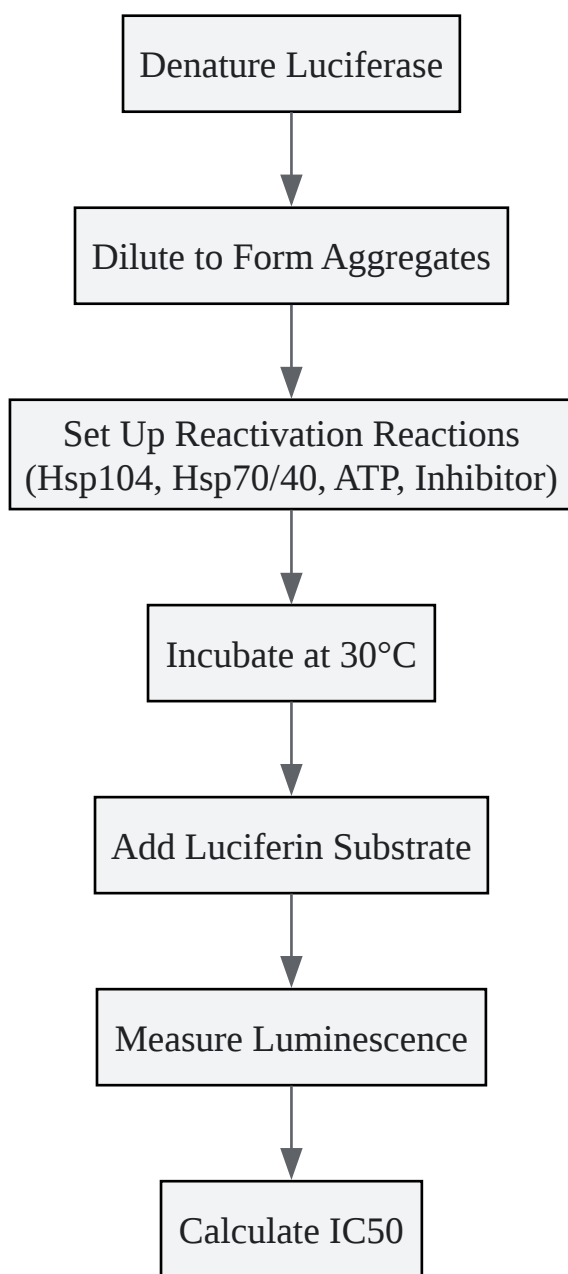 Denature Luciferase
Dilute to Form Aggregates
Set Up Reactivation Reactions
(Hsp104, Hsp70/40, ATP, Inhibitor)
Incubate at 30°C
Add Luciferin Substrate
Measure Luminescence
Calculate IC50